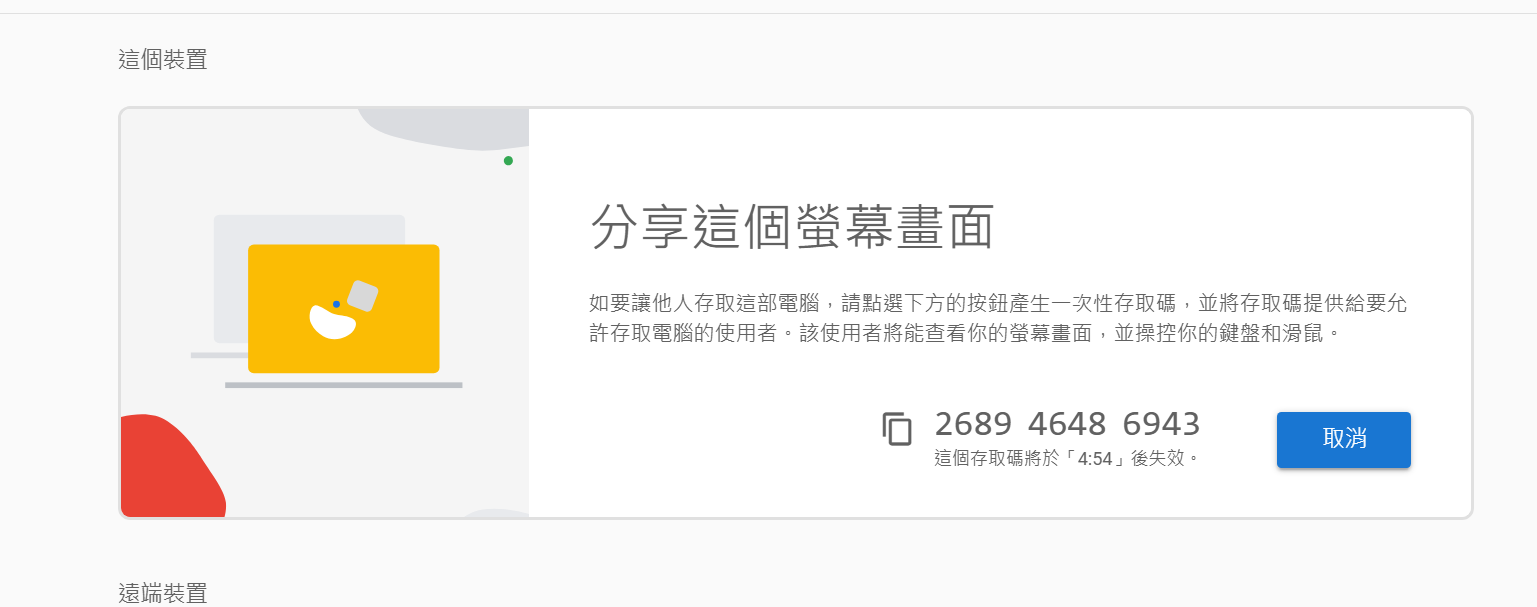 這個裝置
分享這個螢幕畫面
如要讓他人存取這部電腦，請點選下方的按鈕產生一次性存取碼，並將存取碼提供給要允
許存取電腦的使用者。該使用者將能查看你的螢幕畫面，並操控你的鍵盤和滑鼠。
2689 4648 6943
取消
這個存取碼將於「4:54」後失效。
遠端裝置